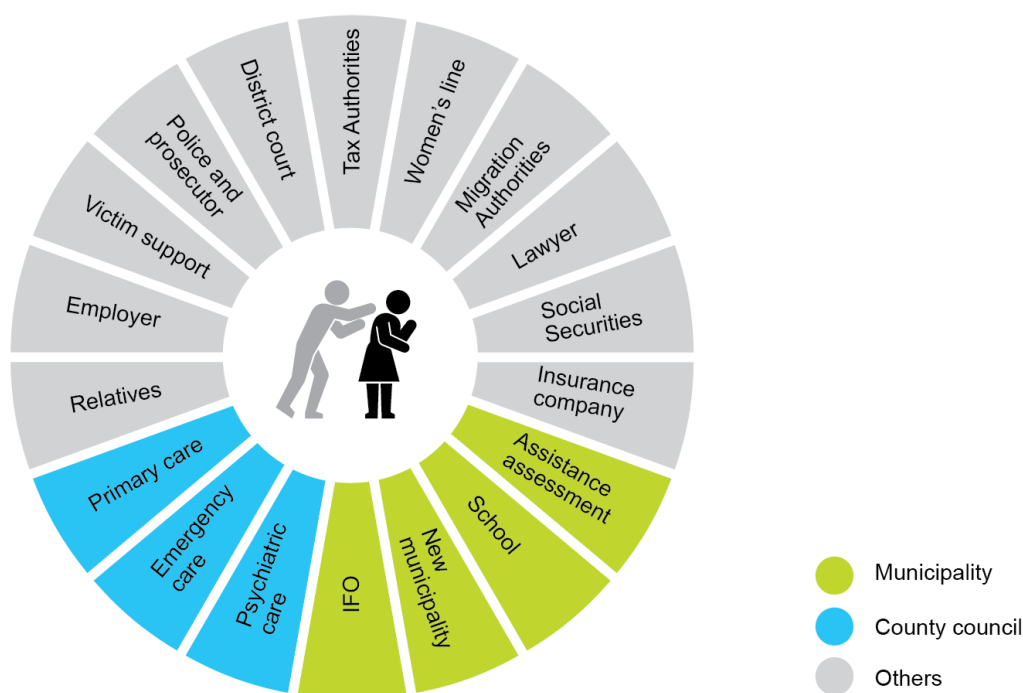 Tax Authorities
Women's line
Migration
Authorities
Lawyer
Social
Securities
Insurance
company
Assistance
assessment
School
New
municipality
IFO
Psychiatric
care
Emergency
care
Primary care
Relatives
Employer
Victim support
Police and
prosecutor
District court
Municipality
County council
Others